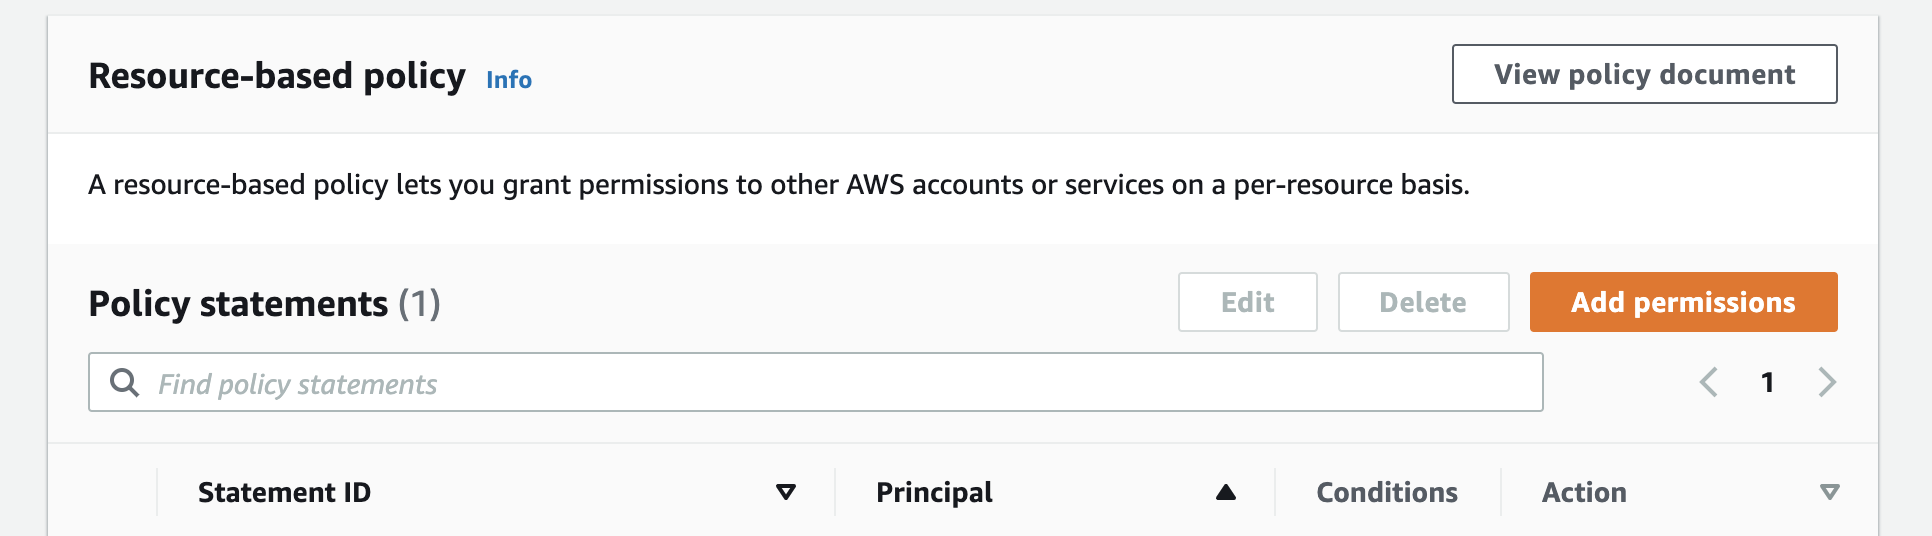 Resource-based policy Info
View policy document
A resource-based policy lets you grant permissions to other AWS accounts or services on a per-resource basis.
Policy statements (1)
Edit
Delete
Add permissions
Find policy statements
1
Statement ID
Principal
Conditions
Action